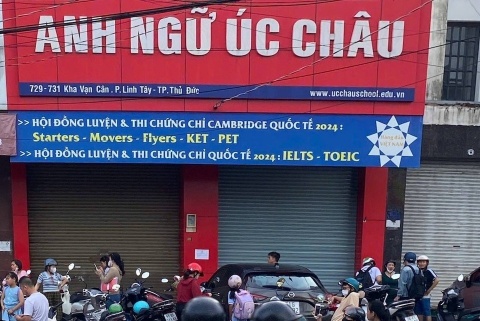 ANH NGỮ ÚC CHÂU
729-731 Kha Vạn Cân . P.Linh Tây -TP.Thủ Đức
www.ucchauschool.edu.vn
>> HỘI ĐỒNG LUYỆN & THI CHỨNG CHỈ CAMBRIDGE QUỐC TẾ 2024 :
Starters - Movers - Flyers - KET - PET
>> HỘI ĐỒNG LUYỆN & THI CHỨNG CHỈ QUỐC TẾ 2024 : IELTS - TOEIC